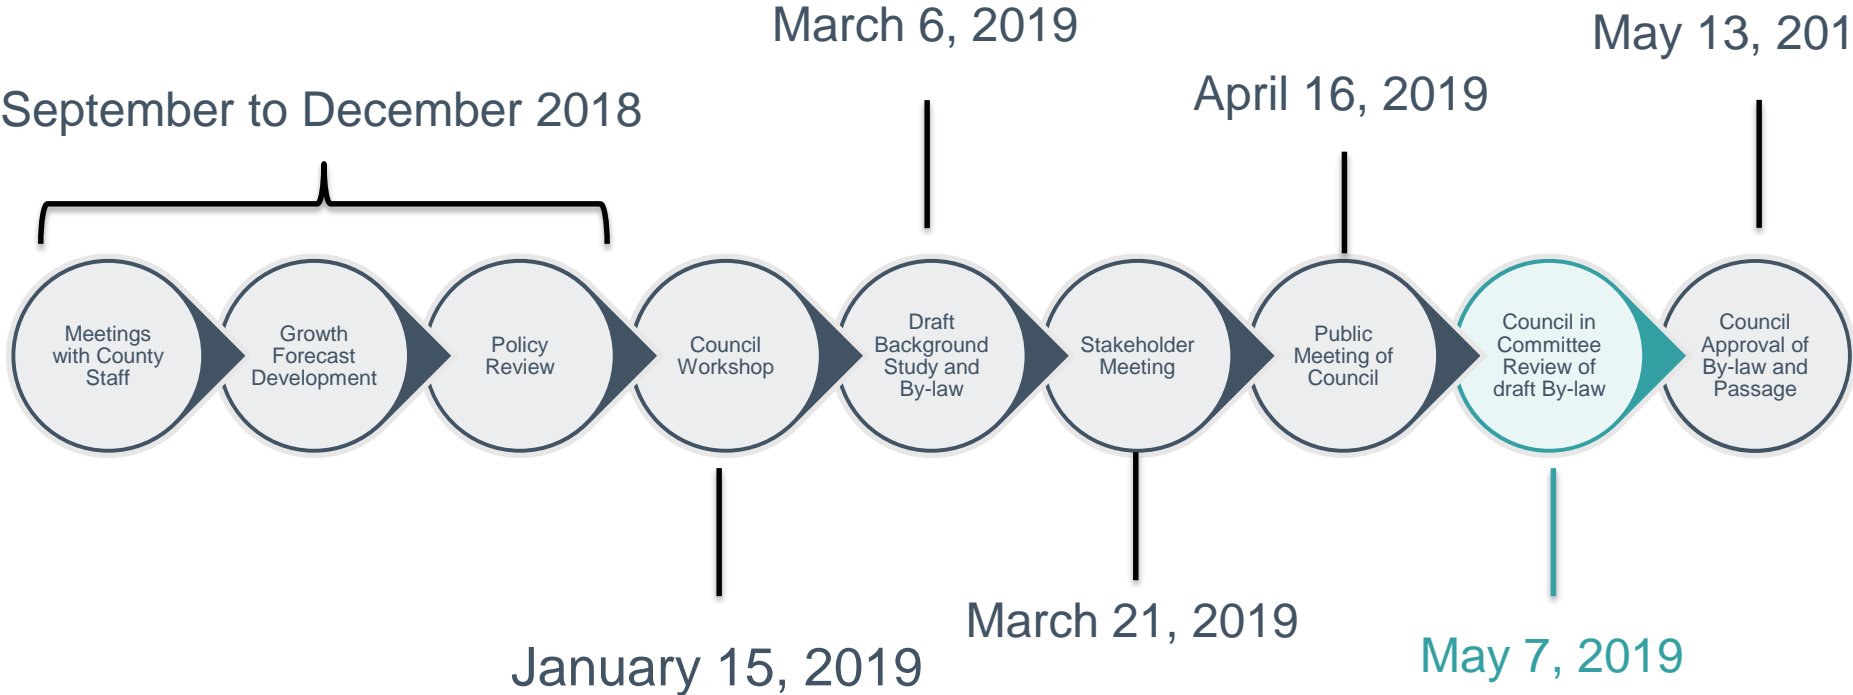 March 6, 2019
May 13, 201
April 16, 2019
September to December 2018
Meetings
with County
Staff
Growth
Forecast
Development
Policy
Review
Council
Workshop
Draft
Background
Study and
By-law
Stakeholder
Meeting
Public
Meeting of
Council
Council in
Committee
Review of
draft By-law
Council
Approval of
By-law and
Passage
January 15, 2019
March 21, 2019
May 7, 2019